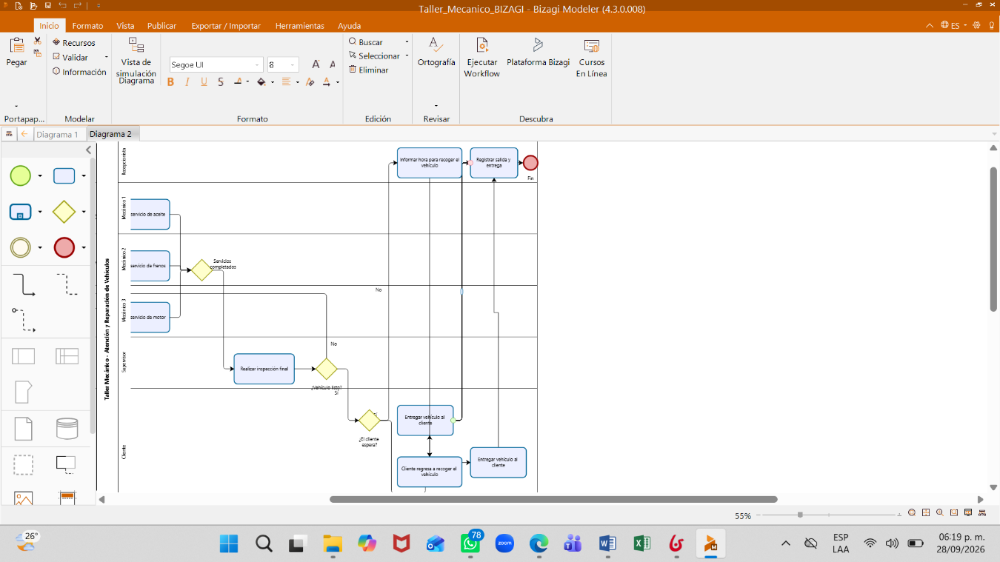 Taller_Mecanico_BIZAGI - Bizagi Modeler (4.3.0.008)
Inicio
Formato
Vista
Publicar
Exportar / Importar
Herramientas
Ayuda
ES
Pegar
Recursos
Validar
Información
Vista de
simulación
Diagrama
Segoe UI
8
A
A
B
I
U
S
A
Buscar
Seleccionar
Eliminar
Ortografía
Ejecutar
Workflow
Plataforma Bizagi
Cursos
En Línea
Portapap...
Modelar
Formato
Edición
Revisar
Descubra
Diagrama 1
Diagrama 2
Taller Mecánico - Atención y Reparación de Vehículos
Recepcionista
Informar hora para recoger el
vehículo
Registrar salida y
entrega
Fin
Mecánico 1
servicio de aceite
Mecánico 2
servicio de frenos
Servicios
completados
No
Mecánico 3
servicio de motor
Supervisor
No
Realizar inspección final
¿Vehículo listo?
Sí
Cliente
Sí
¿El cliente
espera?
Entregar vehículo al
cliente
Cliente regresa a recoger el
vehículo
Entregar vehículo al
cliente
55%
26°
78
zoom
ESP
LAA
06:19 p. m.
28/09/2026